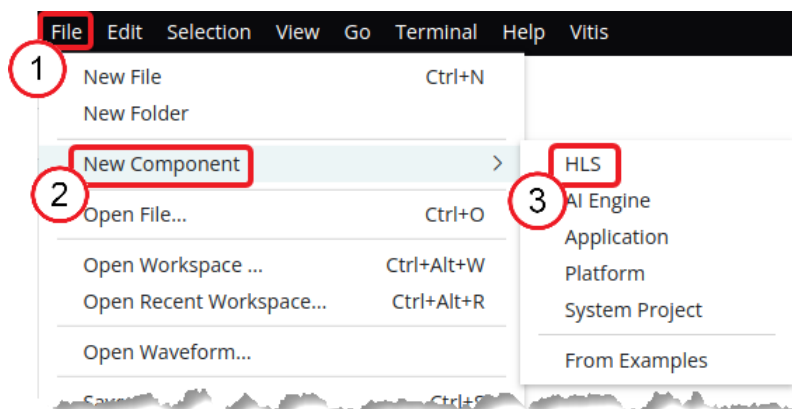 File Edit Selection View Go Terminal Help Vitis
1
New File Ctrl+N
New Folder
New Component > HLS
2
3
AI Engine
Open File... Ctrl+O
Application
Open Workspace ... Ctrl+Alt+W
Platform
Open Recent Workspace... Ctrl+Alt+R
System Project
Open Waveform...
From Examples